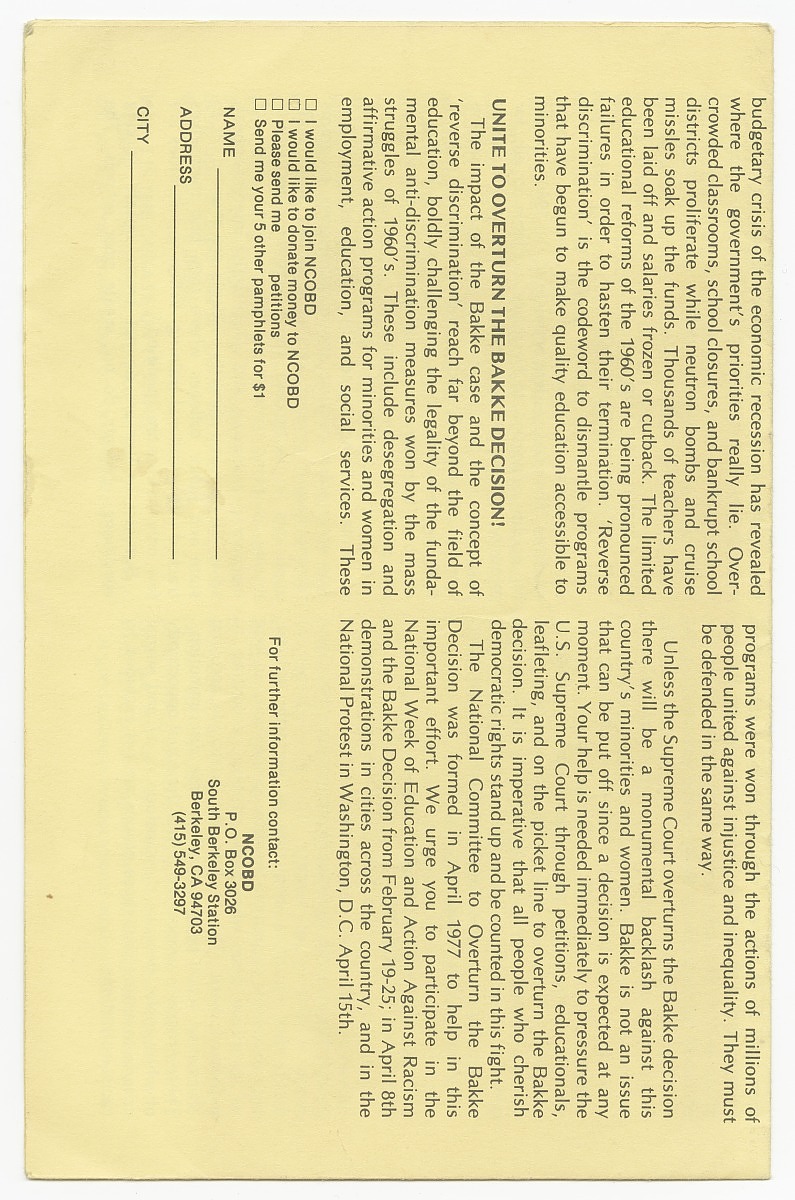 budgetary crisis of the economic recession has revealed
where the government's priorities really lie. Over-
crowded classrooms, school closures, and bankrupt school
districts proliferate while neutron bombs and cruise
missles soak up the funds. Thousands of teachers have
been laid off and salaries frozen or cutback. The limited
educational reforms of the 1960's are being pronounced
failures in order to hasten their termination. 'Reverse
discrimination' is the codeword to dismantle programs
that have begun to make quality education accessible to
minorities.
UNITE TO OVERTURN THE BAKKE DECISION!
The impact of the Bakke case and the concept of
'reverse discrimination' reach far beyond the field of
education, boldly challenging the legality of the funda-
mental anti-discrimination measures won by the mass
struggles of 1960's. These include desegregation and
affirmative action programs for minorities and women in
employment, education, and social services. These
programs were won through the actions of millions of
people united against injustice and inequality. They must
be defended in the same way.
Unless the Supreme Court overturns the Bakke decision
there will be a monumental backlash against this
country's minorities and women. Bakke is not an issue
that can be put off since a decision is expected at any
moment. Your help is needed immediately to pressure the
U.S. Supreme Court through petitions, educationals,
leafleting, and on the picket line to overturn the Bakke
decision. It is imperative that all people who cherish
democratic rights stand up and be counted in this fight.
The National Committee to Overturn the Bakke
Decision was formed in April 1977 to help in this
important effort. We urge you to participate in the
National Week of Education and Action Against Racism
and the Bakke Decision from February 19-25; in April 8th
demonstrations in cities across the country, and in the
National Protest in Washington, D.C. April 15th.
☐ I would like to join NCOBD
☐ I would like to donate money to NCOBD
☐ Please send me petitions
☐ Send me your 5 other pamphlets for $1
NAME
ADDRESS
CITY
For further information contact:
NCOBD
P.O. Box 3026
South Berkeley Station
Berkeley, CA 94703
(415) 549-3297